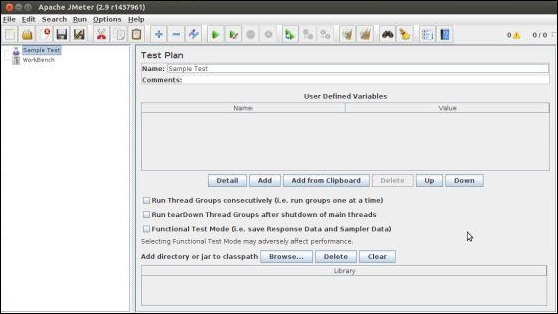 Apache JMeter (2.9 r1437961)
File Edit Search Run Options Help
0 0 / 0
Sample Test
WorkBench
Test Plan
Name: Sample Test
Comments:
User Defined Variables
Name: Value
Detail Add Add from Clipboard Delete Up Down
Run Thread Groups consecutively (i.e. run groups one at a time)
Run tearDown Thread Groups after shutdown of main threads
Functional Test Mode (i.e. save Response Data and Sampler Data)
Selecting Functional Test Mode may adversely affect performance.
Add directory or jar to classpath Browse... Delete Clear
Library